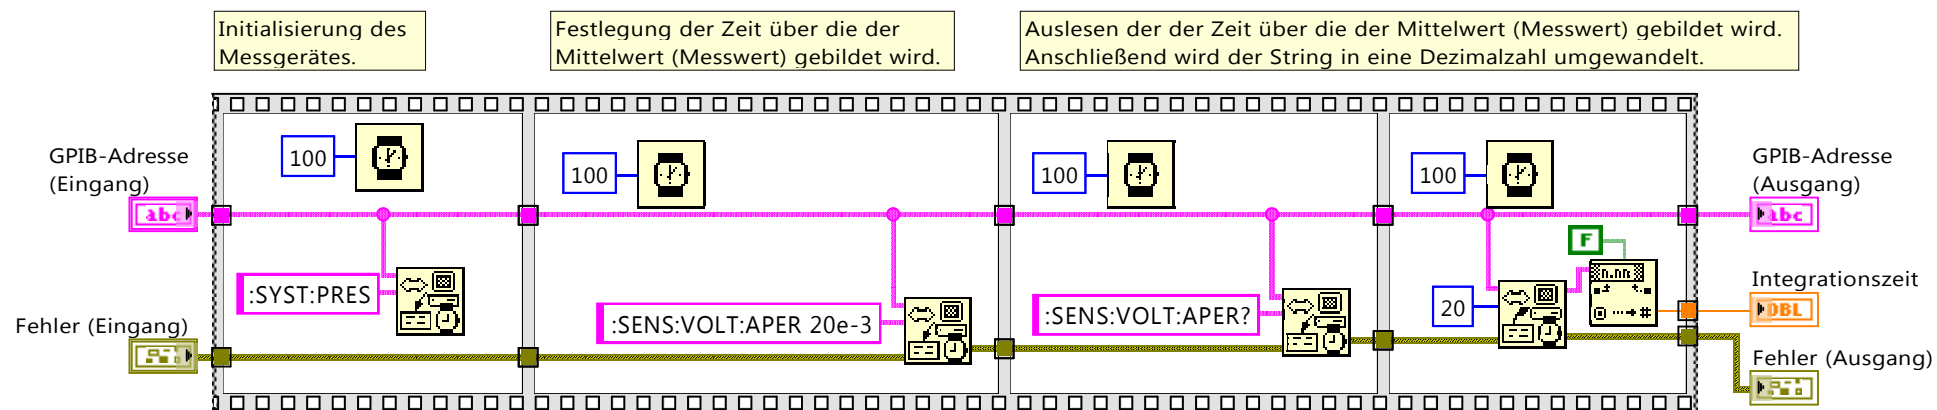 Initialisierung des
Messgerätes.
Festlegung der Zeit über die der
Mittelwert (Messwert) gebildet wird.
Auslesen der der Zeit über die der Mittelwert (Messwert) gebildet wird.
Anschließend wird der String in eine Dezimalzahl umgewandelt.
GPIB-Adresse
(Eingang)
abc
Fehler (Eingang)
100
:SYST:PRES
100
:SENS:VOLT:APER 20e-3
100
:SENS:VOLT:APER?
100
20
F
n.nn
#
GPIB-Adresse
(Ausgang)
abc
Integrationszeit
DBL
Fehler (Ausgang)